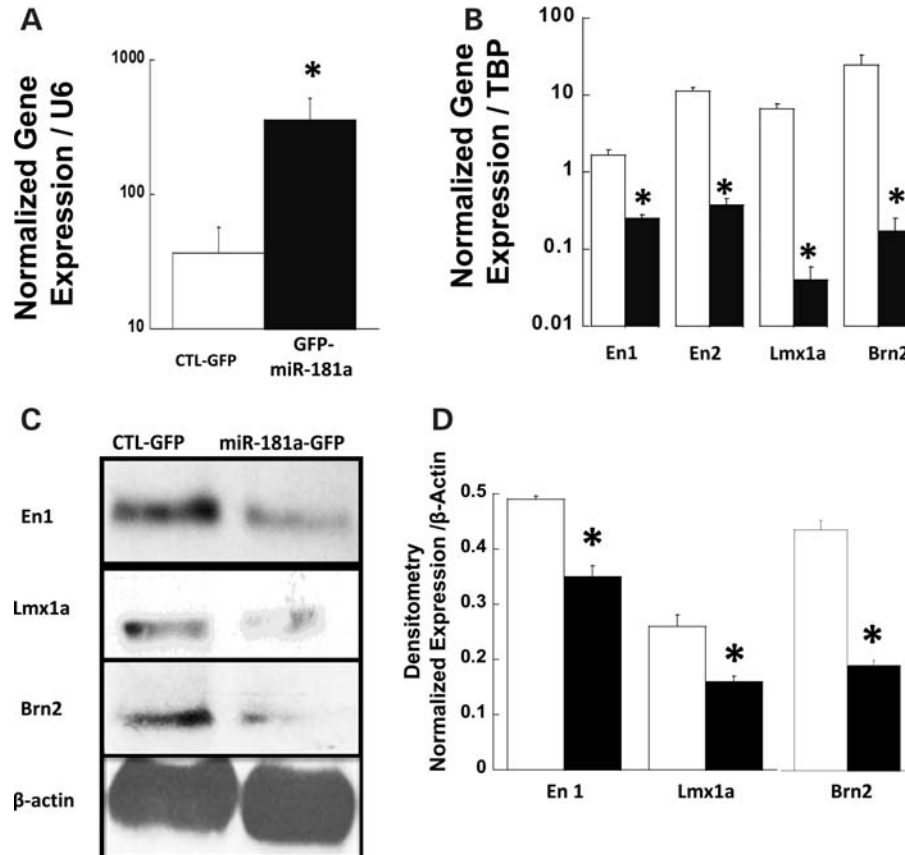 A
Normalized Gene
Expression / U6
1000
100
10
*
CTL-GFP
GFP-
miR-181a
B
Normalized Gene
Expression / TBP
10
1
0.1
0.01
*
*
*
*
En1
En2
Lmx1a
Brn2
C
CTL-GFP
miR-181a-GFP
En1
Lmx1a
Brn2
β-actin
D
Densitometry
Normalized Expression /β-Actin
0.5
0.4
0.3
0.2
0.1
0
*
*
*
En 1
Lmx1a
Brn2